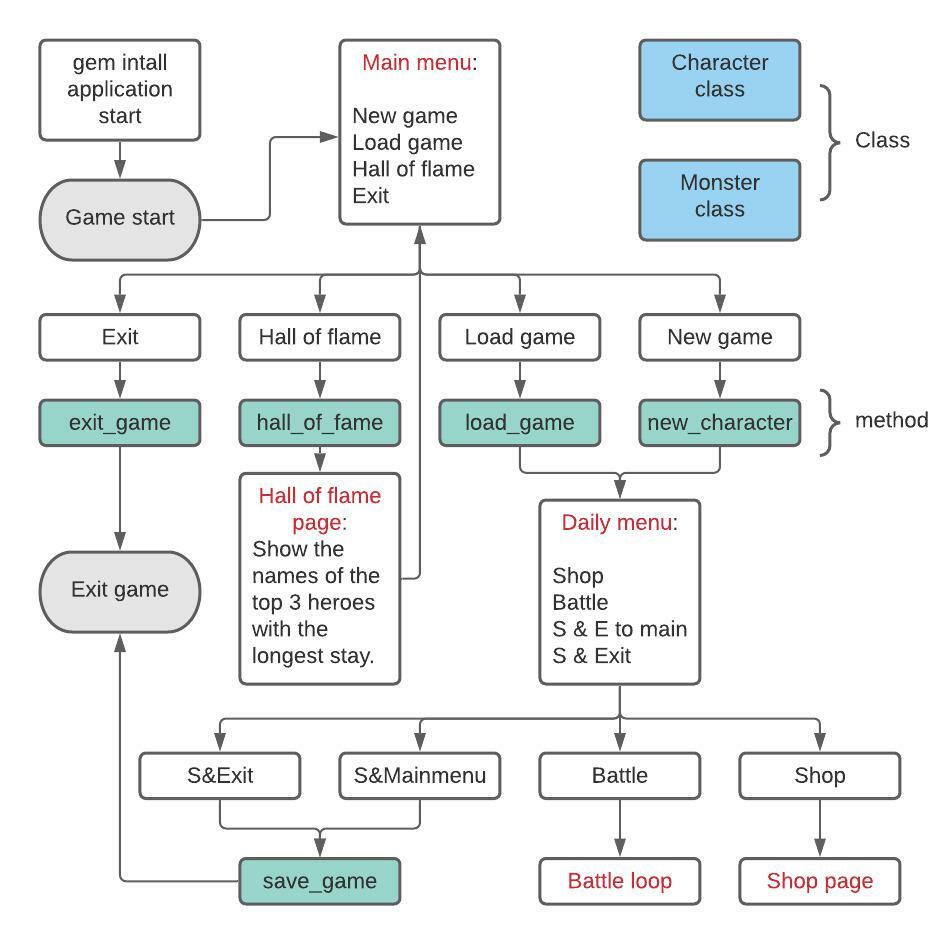 gem intall
application
start
Game start
Main menu:
New game
Load game
Hall of flame
Exit
Character
class
Monster
class
Class
Exit
Hall of flame
Load game
New game
exit_game
hall_of_fame
load_game
new_character
method
Hall of flame
page:
Show the
names of the
top 3 heroes
with the
longest stay.
Exit game
Daily menu:
Shop
Battle
S & E to main
S & Exit
S&Exit
S&Mainmenu
Battle
Shop
save_game
Battle loop
Shop page